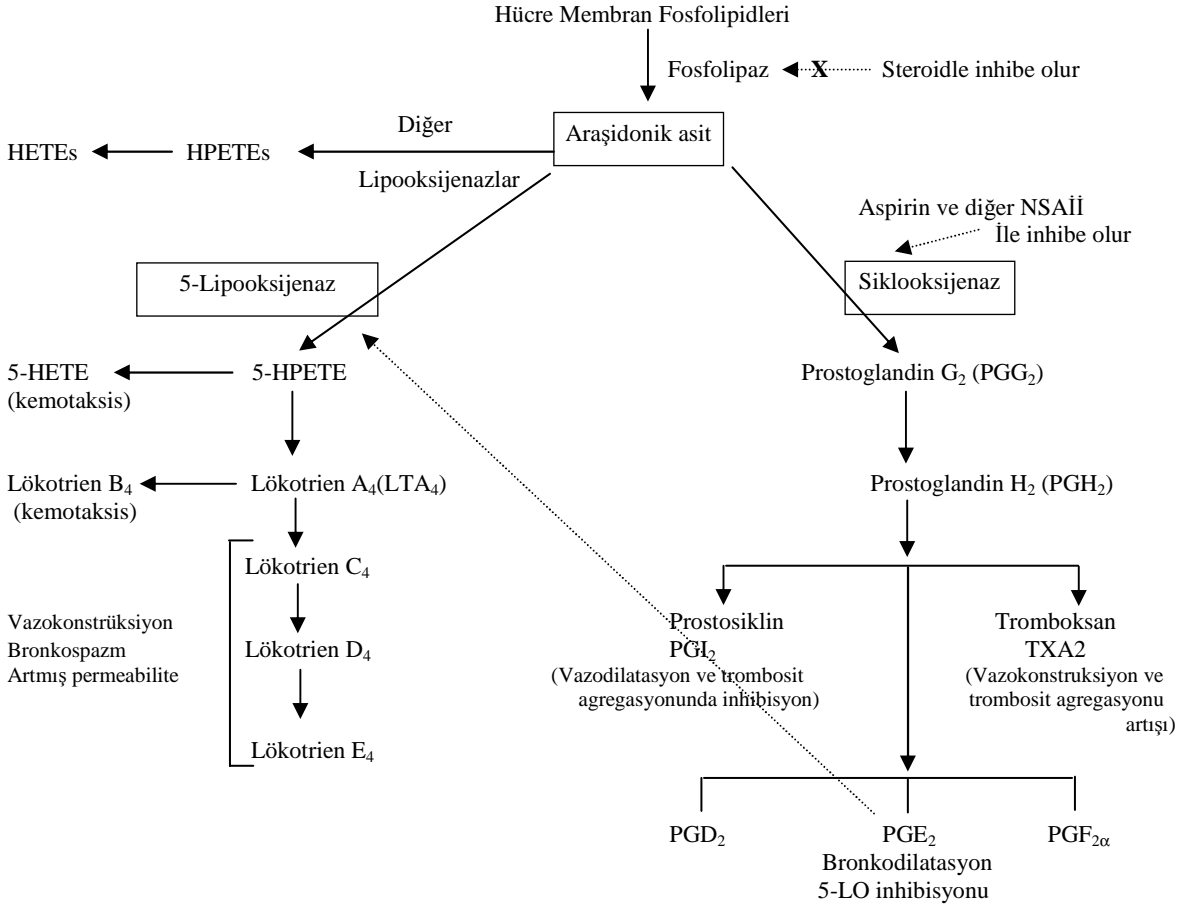 Hücre Membran Fosfolipidleri
Fosfolipaz X Steroidle inhibe olur
Araşidonik asit
Diğer
HETEs HPETEs
Lipooksijenazlar
Aspirin ve diğer NSAİİ
İle inhibe olur
5-Lipooksijenaz
Siklooksijenaz
5-HETE 5-HPETE Prostoglandin G₂ (PGG₂)
(kemotaksis)
Lökotrien B₄ Lökotrien A₄(LTA₄) Prostoglandin H₂ (PGH₂)
(kemotaksis)
Lökotrien C₄
Vazokonstrüksiyon
Bronkospazm
Artmış permeabilite
Lökotrien D₄
Lökotrien E₄
Prostosiklin
PGI₂
(Vazodilatasyon ve trombosit
agregasyonunda inhibisyon)
Tromboksan
TXA2
(Vazokonstruksiyon ve
trombosit agregasyonu
artışı)
PGD₂ PGE₂ PGF₂α
Bronkodilatasyon
5-LO inhibisyonu